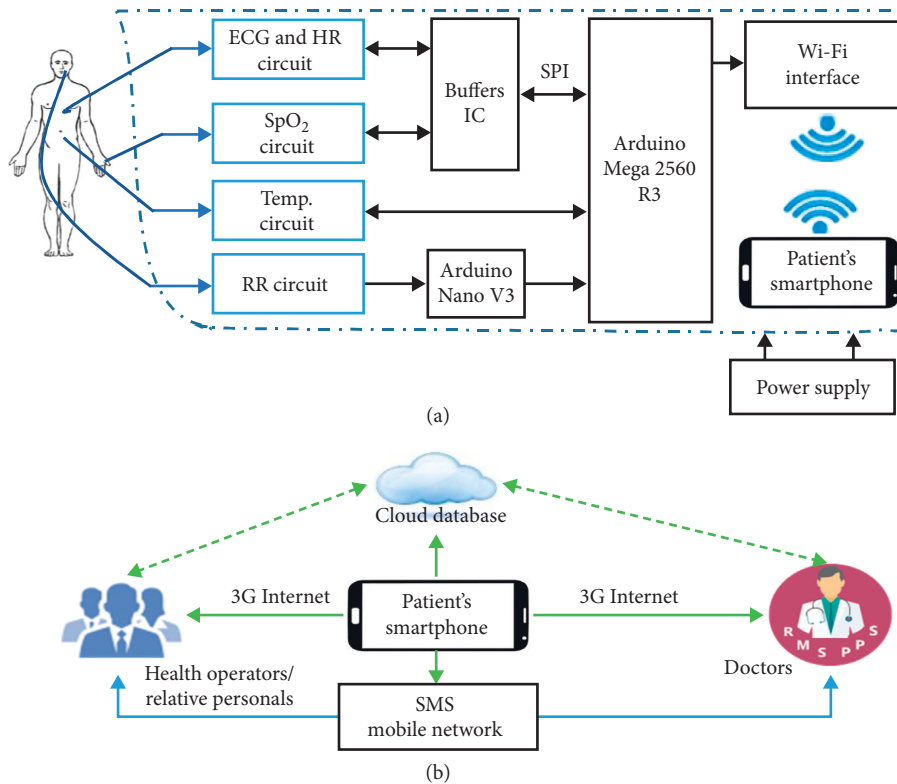 ECG and HR
circuit
SpO₂
circuit
Temp.
circuit
RR circuit
Buffers
IC
SPI
Arduino
Nano V3
Arduino
Mega 2560
R3
Wi-Fi
interface
Patient's
smartphone
Power supply
(a)
Cloud database
3G Internet
Patient's
smartphone
3G Internet
R M S P P S
Health operators/
relative personals
Doctors
SMS
mobile network
(b)